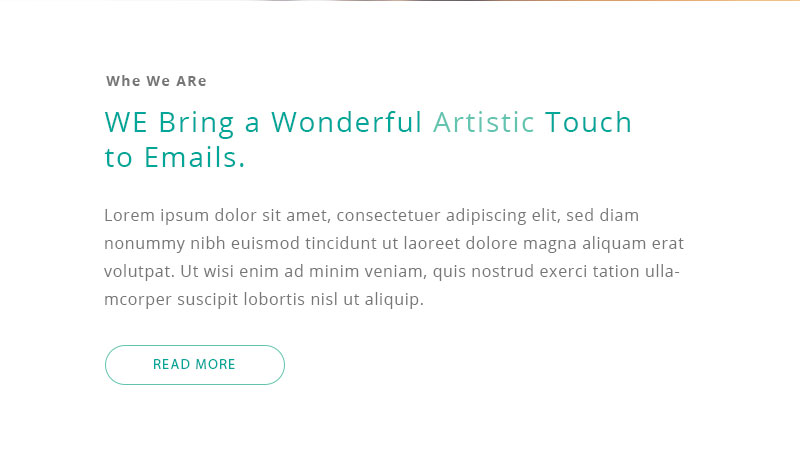 Whe We ARe
WE Bring a Wonderful Artistic Touch
to Emails.
Lorem ipsum dolor sit amet, consectetuer adipiscing elit, sed diam
nonummy nibh euismod tincidunt ut laoreet dolore magna aliquam erat
volutpat. Ut wisi enim ad minim veniam, quis nostrud exerci tation ulla-
mcorper suscipit lobortis nisl ut aliquip.
READ MORE